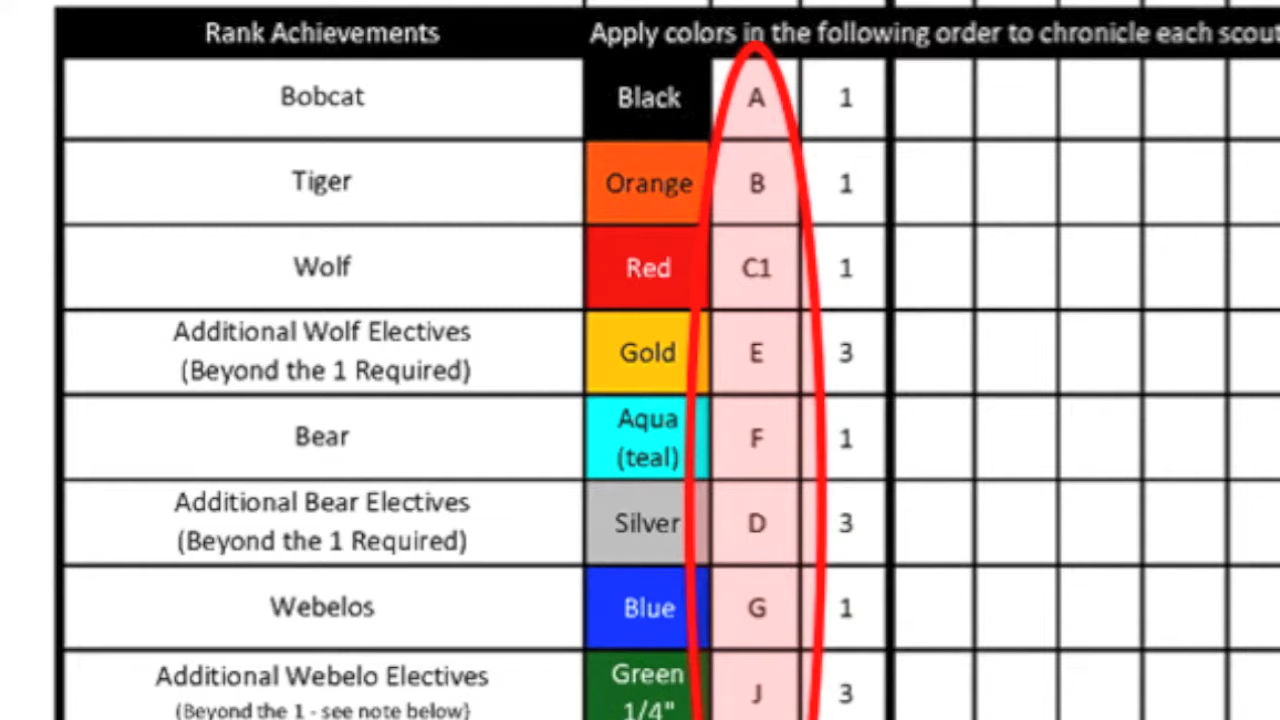 Rank Achievements Apply colors in the following order to chronicle each scout
Bobcat Black A 1
Tiger Orange B 1
Wolf Red C1 1
Additional Wolf Electives
(Beyond the 1 Required) Gold E 3
Bear Aqua
(teal) F 1
Additional Bear Electives
(Beyond the 1 Required) Silver D 3
Webelos Blue G 1
Additional Webelo Electives
(Beyond the 1 - see note below) Green
1/4" J 3